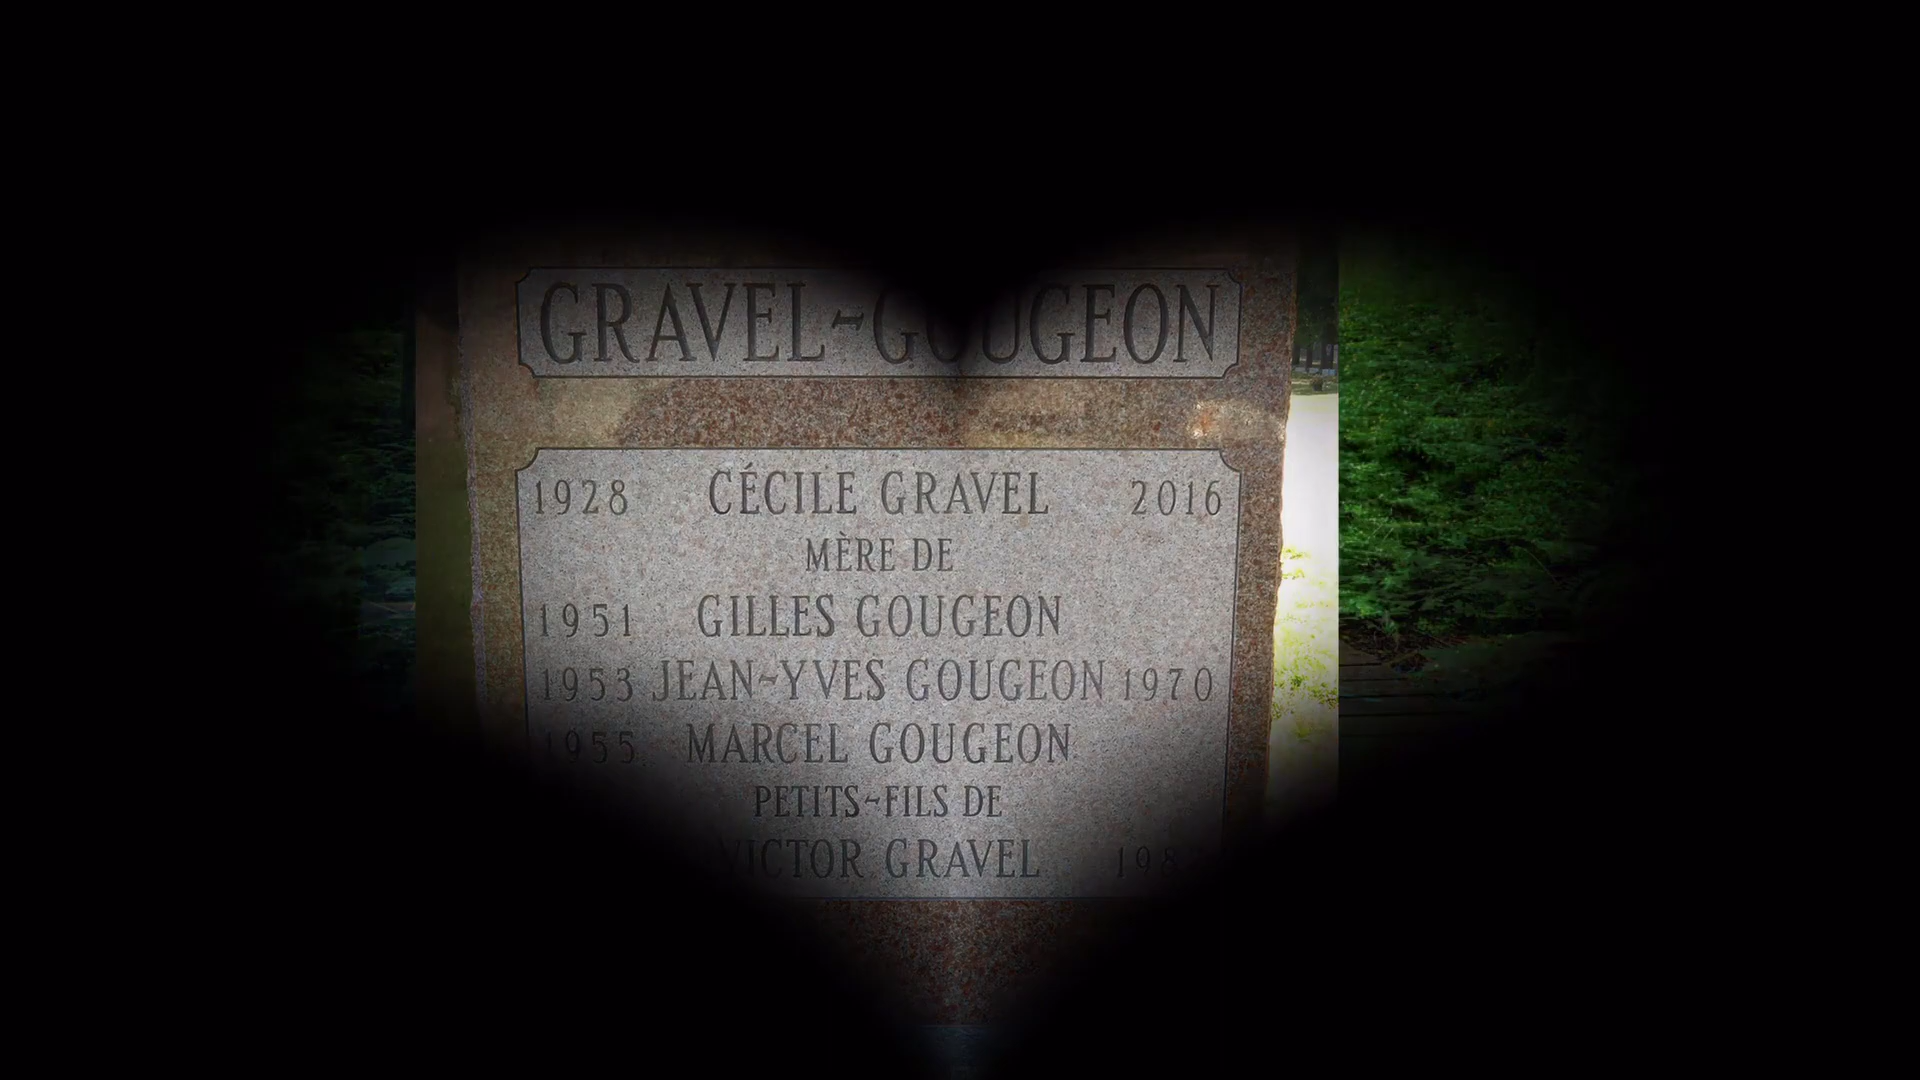 GRAVEL-GOUGEON
1928 CÉCILE GRAVEL 2016
MÈRE DE
1951 GILLES GOUGEON
1953 JEAN-YVES GOUGEON 1970
1955 MARCEL GOUGEON
PETITS-FILS DE
VICTOR GRAVEL